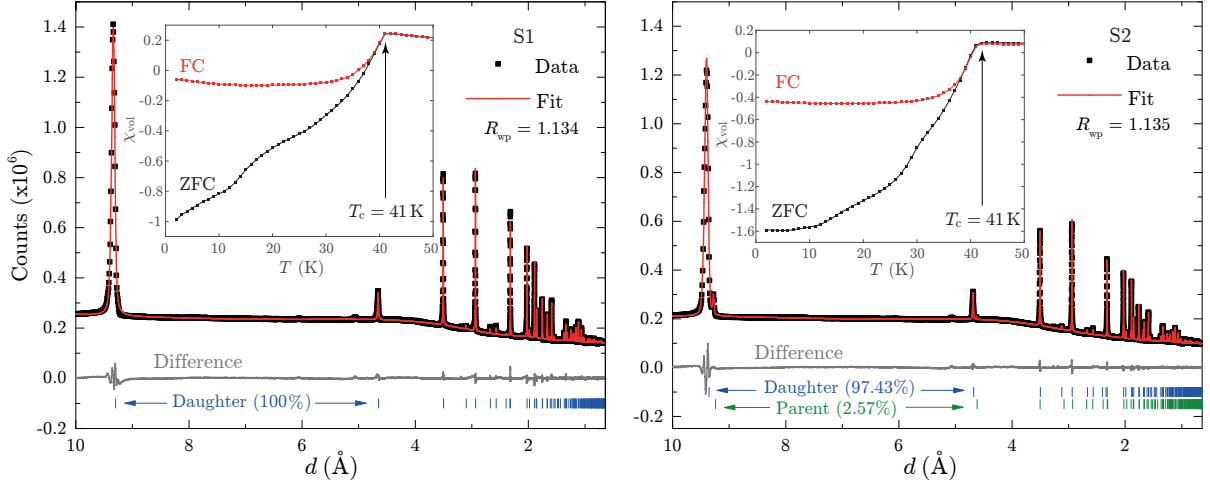 S1
Data
Fit
R_wp = 1.134
Counts (x10^6)
1.4
1.2
1.0
0.8
0.6
0.4
0.2
0.0
-0.2
10
8
6
4
2
d (Å)
Difference
Daughter (100%)
χ_vol
0.2
0
-0.2
-0.4
-0.6
-0.8
-1
0
10
20
30
40
50
T (K)
FC
ZFC
T_c = 41 K
S2
Data
Fit
R_wp = 1.135
1.4
1.2
1.0
0.8
0.6
0.4
0.2
0.0
-0.2
10
8
6
4
2
d (Å)
Difference
Daughter (97.43%)
Parent (2.57%)
χ_vol
0.2
0
-0.2
-0.4
-0.6
-0.8
-1
-1.2
-1.4
-1.6
0
10
20
30
40
50
T (K)
FC
ZFC
T_c = 41 K